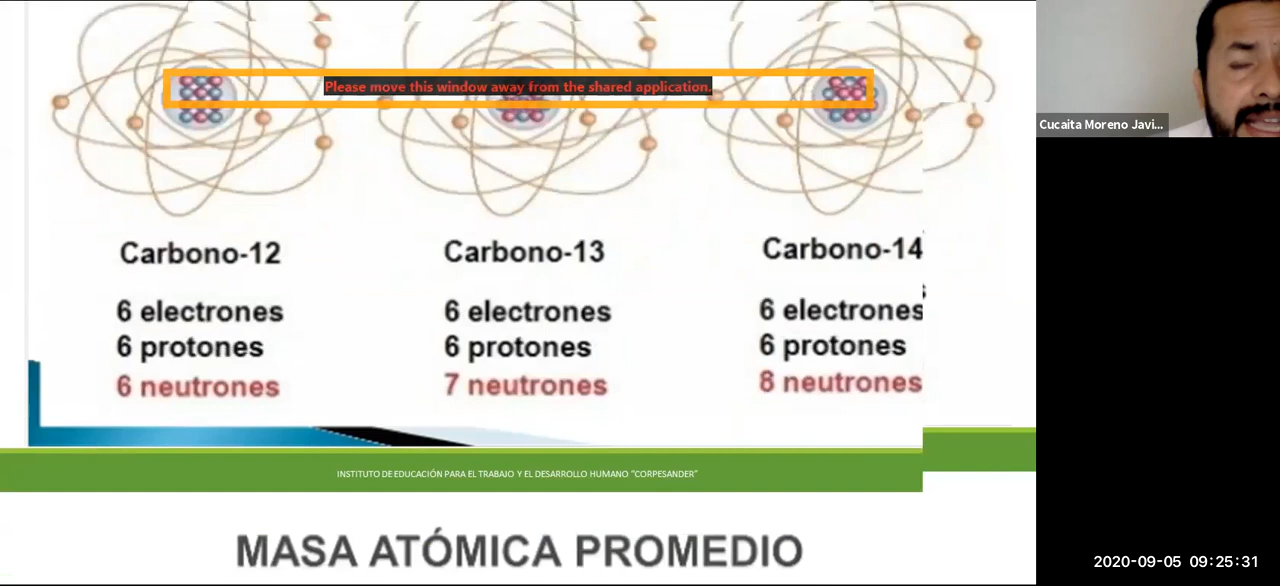 Please move this window away from the shared application.
Cucaita Moreno Javi...
Carbono-12
Carbono-13
Carbono-14
6 electrones
6 electrones
6 electrones
6 protones
6 protones
6 protones
6 neutrones
7 neutrones
8 neutrones
INSTITUTO DE EDUCACIÓN PARA EL TRABAJO Y EL DESARROLLO HUMANO "CORPESANDER"
MASA ATÓMICA PROMEDIO
2020-09-05 09:25:31